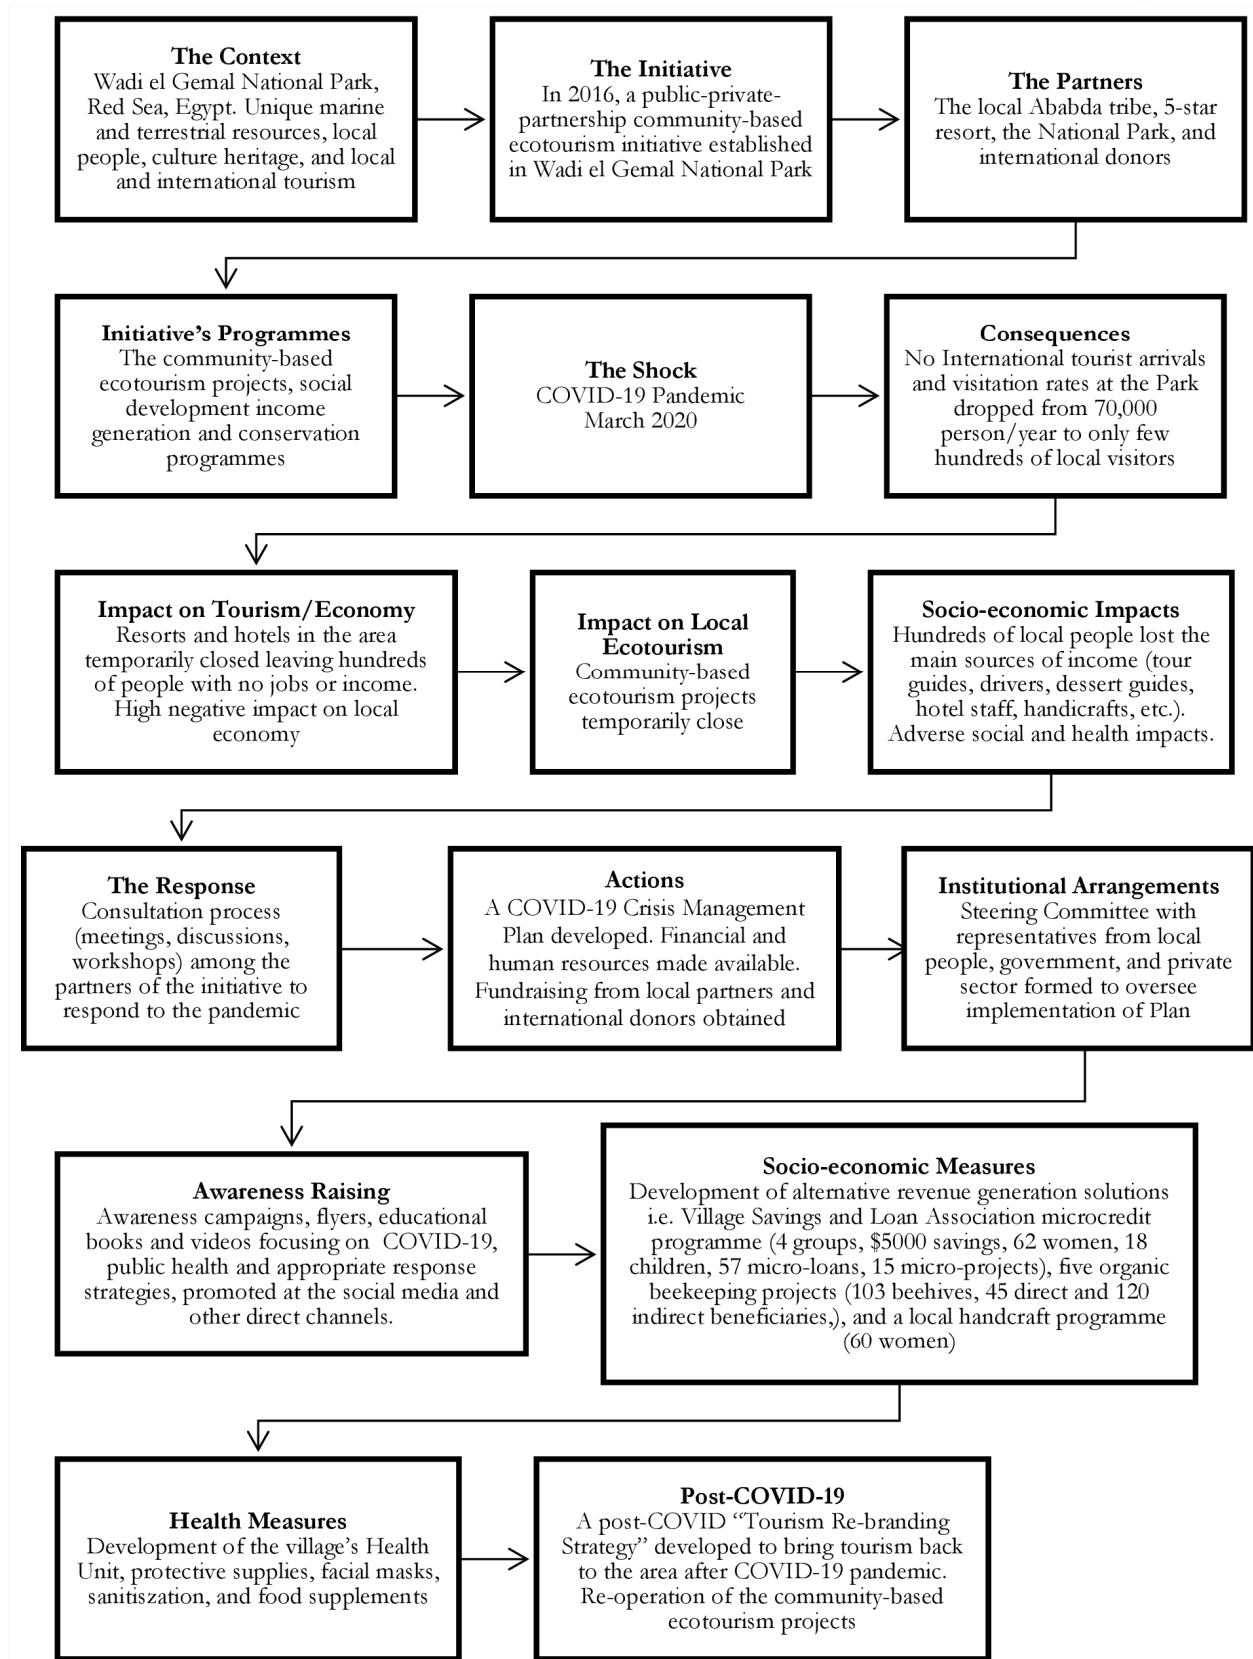 The Context
Wadi el Gemal National Park,
Red Sea, Egypt. Unique marine
and terrestrial resources, local
people, culture heritage, and local
and international tourism
The Initiative
In 2016, a public-private-
partnership community-based
ecotourism initiative established
in Wadi el Gemal National Park
The Partners
The local Ababda tribe, 5-star
resort, the National Park, and
international donors
Initiative's Programmes
The community-based
ecotourism projects, social
development income
generation and conservation
programmes
The Shock
COVID-19 Pandemic
March 2020
Consequences
No International tourist arrivals
and visitation rates at the Park
dropped from 70,000
person/year to only few
hundreds of local visitors
Impact on Tourism/Economy
Resorts and hotels in the area
temporarily closed leaving hundreds
of people with no jobs or income.
High negative impact on local
economy
Impact on Local
Ecotourism
Community-based
ecotourism projects
temporarily close
Socio-economic Impacts
Hundreds of local people lost the
main sources of income (tour
guides, drivers, dessert guides,
hotel staff, handicrafts, etc.).
Adverse social and health impacts.
The Response
Consultation process
(meetings, discussions,
workshops) among the
partners of the initiative to
respond to the pandemic
Actions
A COVID-19 Crisis Management
Plan developed. Financial and
human resources made available.
Fundraising from local partners and
international donors obtained
Institutional Arrangements
Steering Committee with
representatives from local
people, government, and private
sector formed to oversee
implementation of Plan
Awareness Raising
Awareness campaigns, flyers, educational
books and videos focusing on COVID-19,
public health and appropriate response
strategies, promoted at the social media and
other direct channels.
Socio-economic Measures
Development of alternative revenue generation solutions
i.e. Village Savings and Loan Association microcredit
programme (4 groups, $5000 savings, 62 women, 18
children, 57 micro-loans, 15 micro-projects), five organic
beekeeping projects (103 beehives, 45 direct and 120
indirect beneficiaries,), and a local handcraft programme
(60 women)
Health Measures
Development of the village's Health
Unit, protective supplies, facial masks,
sanitiszation, and food supplements
Post-COVID-19
A post-COVID “Tourism Re-branding
Strategy” developed to bring tourism back
to the area after COVID-19 pandemic.
Re-operation of the community-based
ecotourism projects